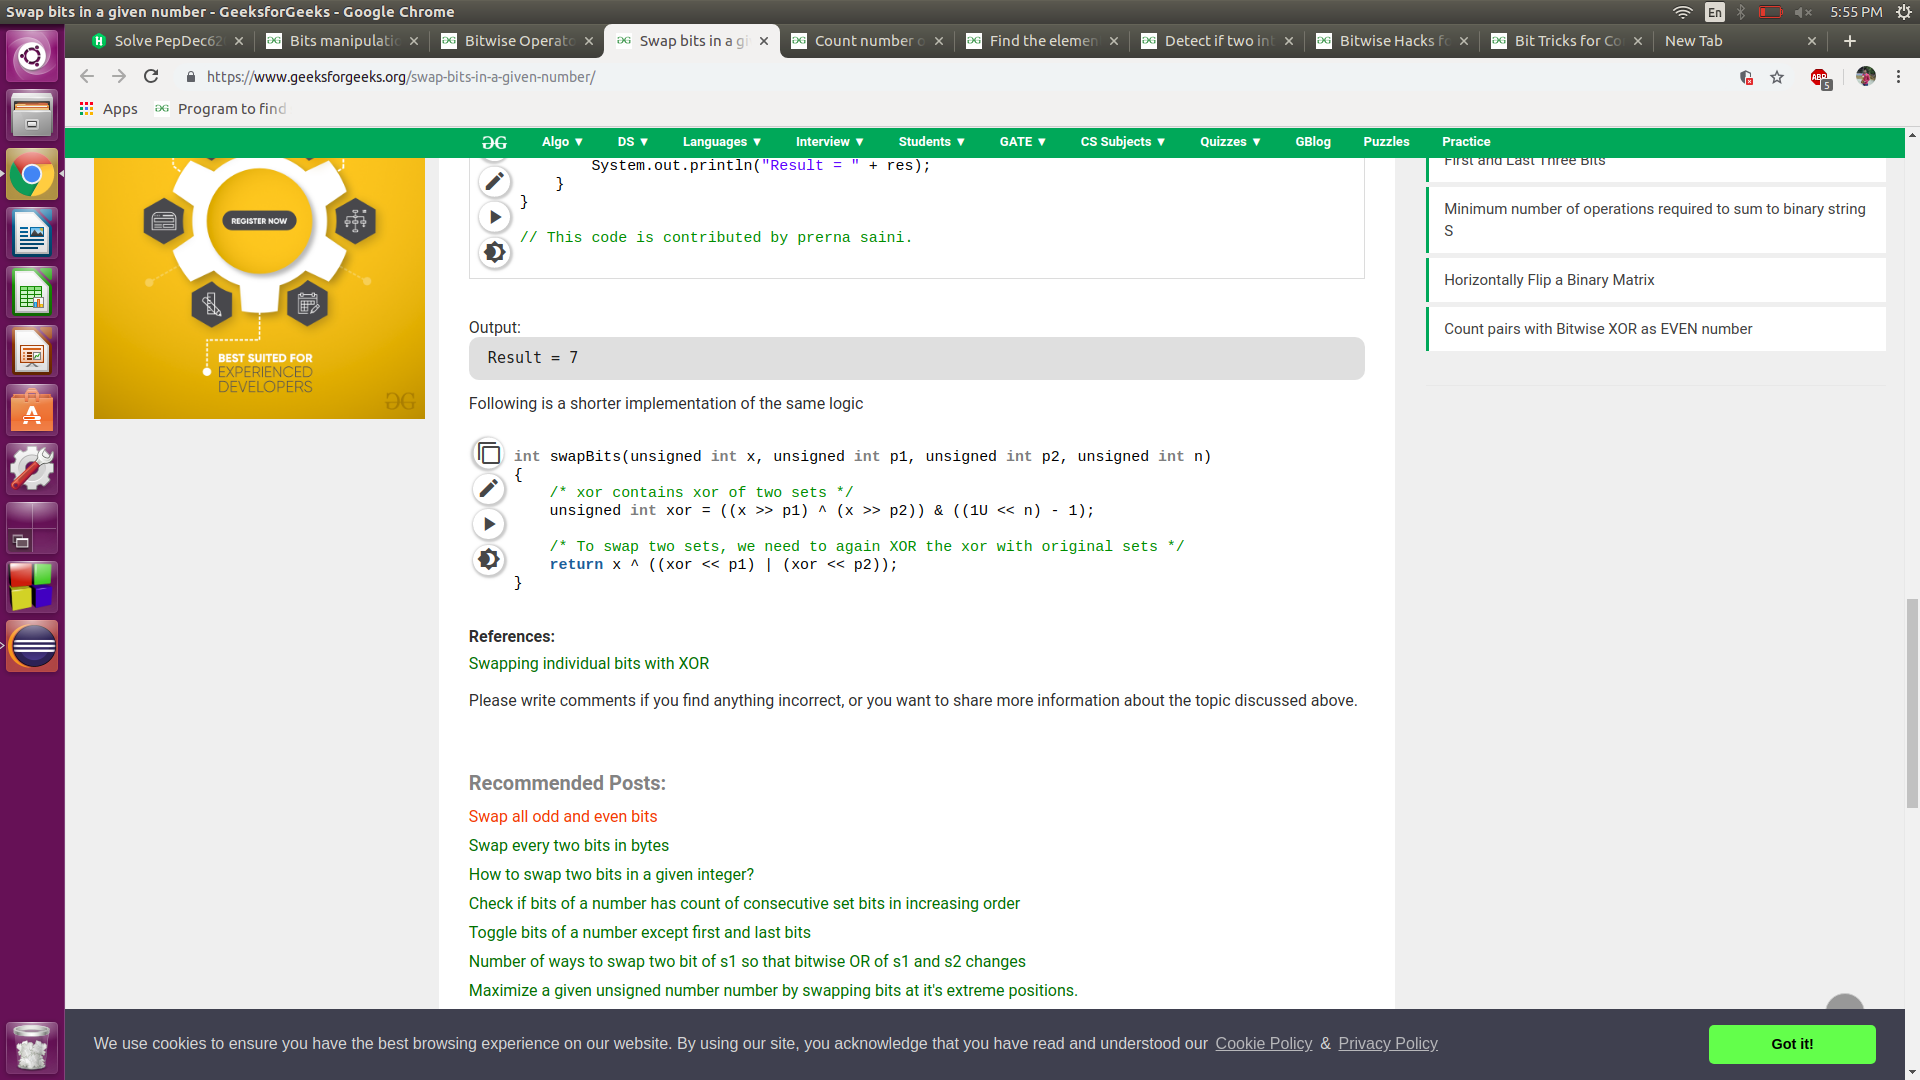 Swap bits in a given number - GeeksforGeeks - Google Chrome
En
5:55 PM
Solve PepDec62
Bits manipulatic
Bitwise Operato
Swap bits in a gi
Count number o
Find the elemen
Detect if two int
Bitwise Hacks fo
Bit Tricks for Co
New Tab
https://www.geeksforgeeks.org/swap-bits-in-a-given-number/
ABP
5
Apps
Program to find
Algo ▼
DS ▼
Languages ▼
Interview ▼
Students ▼
GATE ▼
CS Subjects ▼
Quizzes ▼
GBlog
Puzzles
Practice
REGISTER NOW
BEST SUITED FOR
EXPERIENCED
DEVELOPERS
System.out.println("Result = " + res);
}
}
// This code is contributed by prerna saini.
Output:
Result = 7
Following is a shorter implementation of the same logic
int swapBits(unsigned int x, unsigned int p1, unsigned int p2, unsigned int n)
{
/* xor contains xor of two sets */
unsigned int xor = ((x >> p1) ^ (x >> p2)) & ((1U << n) - 1);
/* To swap two sets, we need to again XOR the xor with original sets */
return x ^ ((xor << p1) | (xor << p2));
}
References:
Swapping individual bits with XOR
Please write comments if you find anything incorrect, or you want to share more information about the topic discussed above.
Recommended Posts:
Swap all odd and even bits
Swap every two bits in bytes
How to swap two bits in a given integer?
Check if bits of a number has count of consecutive set bits in increasing order
Toggle bits of a number except first and last bits
Number of ways to swap two bit of s1 so that bitwise OR of s1 and s2 changes
Maximize a given unsigned number number by swapping bits at it's extreme positions.
First and Last Three Bits
Minimum number of operations required to sum to binary string
S
Horizontally Flip a Binary Matrix
Count pairs with Bitwise XOR as EVEN number
We use cookies to ensure you have the best browsing experience on our website. By using our site, you acknowledge that you have read and understood our Cookie Policy & Privacy Policy
Got it!